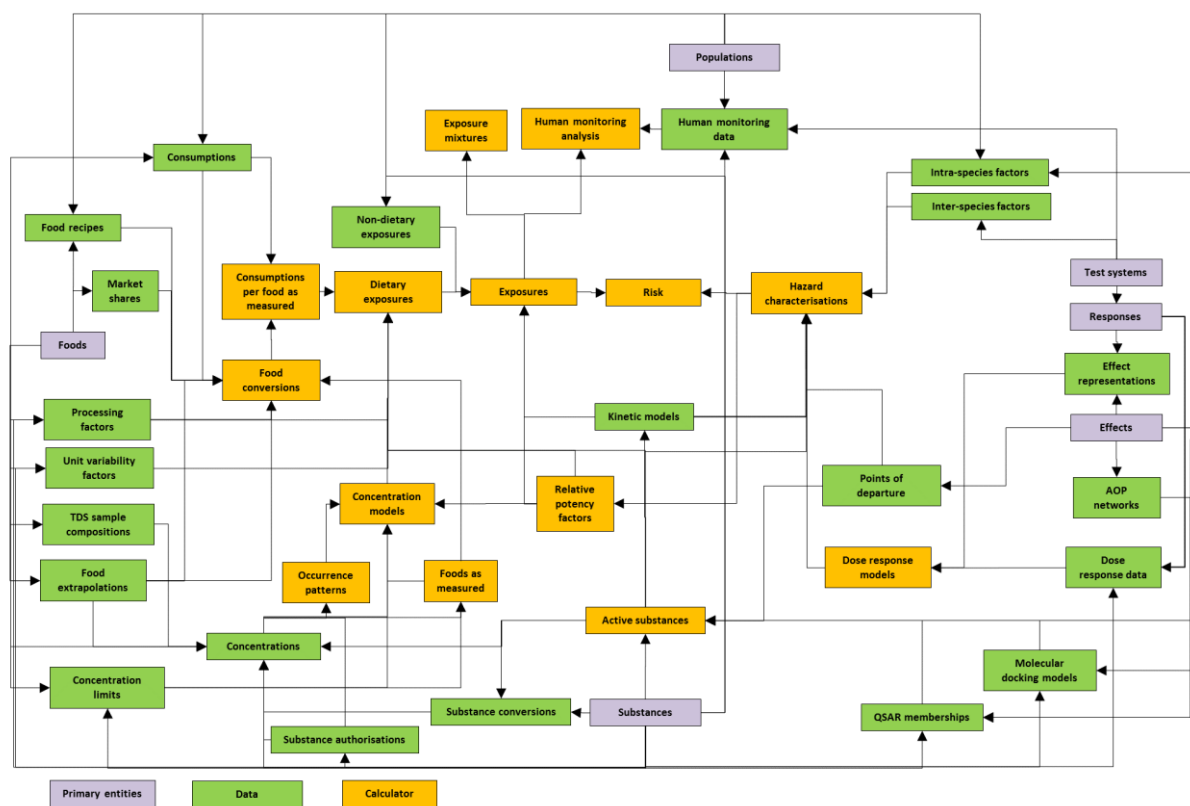 Populations
Exposure
mixtures
Human monitoring
analysis
Human monitoring
data
Consumptions
Intra-species factors
Inter-species factors
Food recipes
Non-dietary
exposures
Market
shares
Consumptions
per food as
measured
Dietary
exposures
Exposures
Risk
Hazard
characterisations
Test systems
Responses
Foods
Food
conversions
Effect
representations
Processing
factors
Kinetic models
Effects
Unit variability
factors
Concentration
models
Relative
potency
factors
Points of
departure
AOP
networks
TDS sample
compositions
Food
extrapolations
Occurrence
patterns
Foods as
measured
Dose response
models
Dose
response data
Concentrations
Active substances
Molecular
docking models
Concentration
limits
Substance conversions
Substances
QSAR memberships
Substance authorisations
Primary entities
Data
Calculator